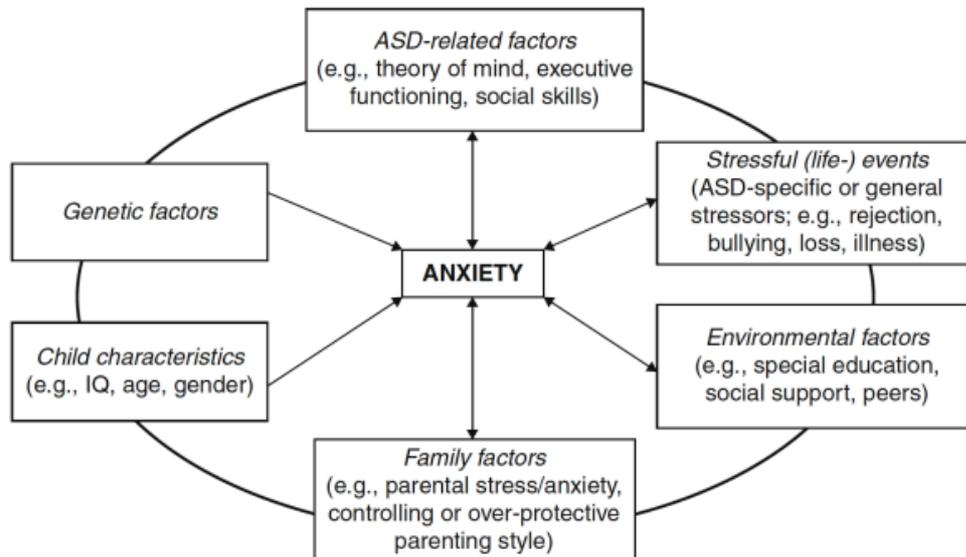 ASD-related factors
(e.g., theory of mind, executive
functioning, social skills)
Genetic factors
Stressful (life-) events
(ASD-specific or general
stressors; e.g., rejection,
bullying, loss, illness)
ANXIETY
Child characteristics
(e.g., IQ, age, gender)
Environmental factors
(e.g., special education,
social support, peers)
Family factors
(e.g., parental stress/anxiety,
controlling or over-protective
parenting style)